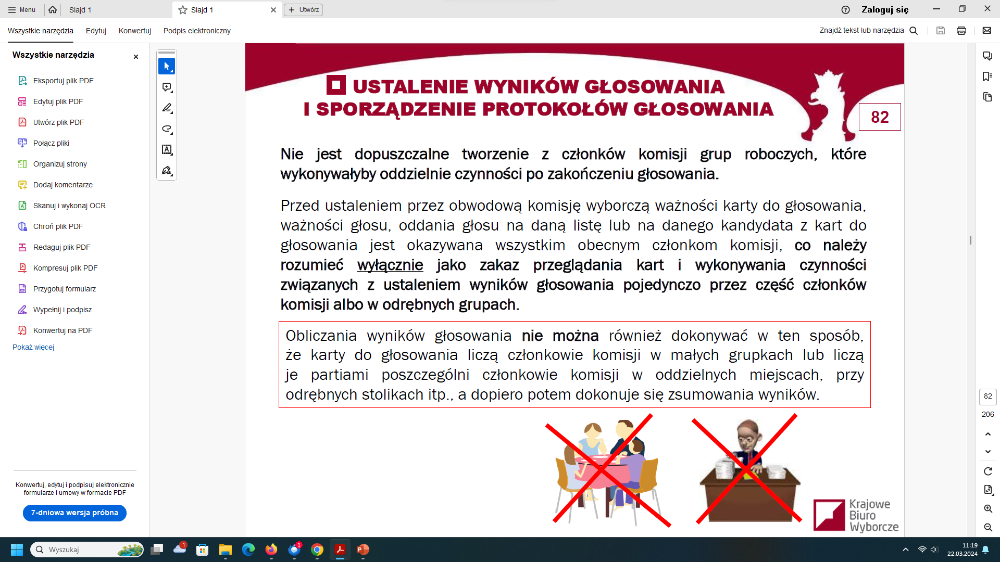 Menu
Slajd 1
Slajd 1
Utwórz
Zaloguj się
Wszystkie narzędzia
Edytuj
Konwertuj
Podpis elektroniczny
Znajdź tekst lub narzędzia
Wszystkie narzędzia
Eksportuj plik PDF
Edytuj plik PDF
Utwórz plik PDF
Połącz pliki
Organizuj strony
Dodaj komentarze
Skanuj i wykonaj OCR
Chroń plik PDF
Redaguj plik PDF
Kompresuj plik PDF
Przygotuj formularz
Wypełnij i podpisz
Konwertuj na PDF
Pokaż więcej
Konwertuj, edytuj i podpisuj elektronicznie
formularze i umowy w formacie PDF
7-dniowa wersja próbna
USTALENIE WYNIKÓW GŁOSOWANIA
I SPORZĄDZENIE PROTOKOŁÓW GŁOSOWANIA
82
Nie jest dopuszczalne tworzenie z członków komisji grup roboczych, które
wykonywałyby oddzielnie czynności po zakończeniu głosowania.
Przed ustaleniem przez obwodową komisję wyborczą ważności karty do głosowania,
ważności głosu, oddania głosu na daną listę lub na danego kandydata z kart do
głosowania jest okazywana wszystkim obecnym członkom komisji, co należy
rozumieć wyłącznie jako zakaz przeglądania kart i wykonywania czynności
związanych z ustaleniem wyników głosowania pojedynczo przez część członków
komisji albo w odrębnych grupach.
Obliczania wyników głosowania nie można również dokonywać w ten sposób,
że karty do głosowania liczą członkowie komisji w małych grupkach lub liczą
je partiami poszczególni członkowie komisji w oddzielnych miejscach, przy
odrębnych stolikach itp., a dopiero potem dokonuje się zsumowania wyników.
Krajowe
Biuro
Wyborcze
82
206
Wyszukaj
1
1
11:19
22.03.2024